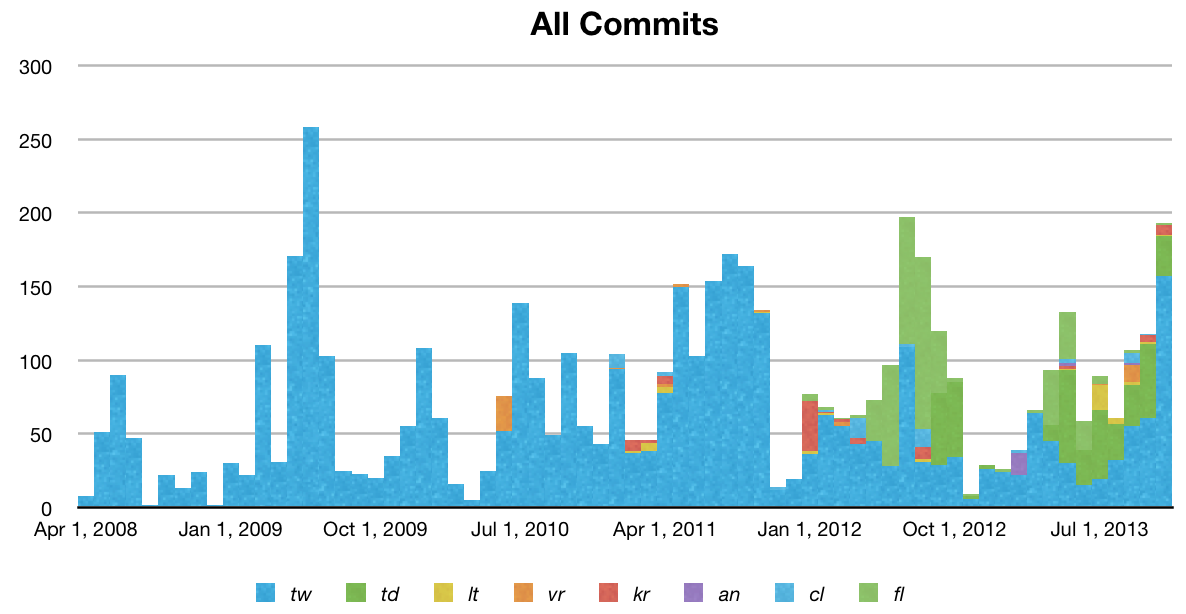 All Commits
300
250
200
150
100
50
0
Apr 1, 2008 Jan 1, 2009 Oct 1, 2009 Jul 1, 2010 Apr 1, 2011 Jan 1, 2012 Oct 1, 2012 Jul 1, 2013
tw td lt vr kr an cl fl